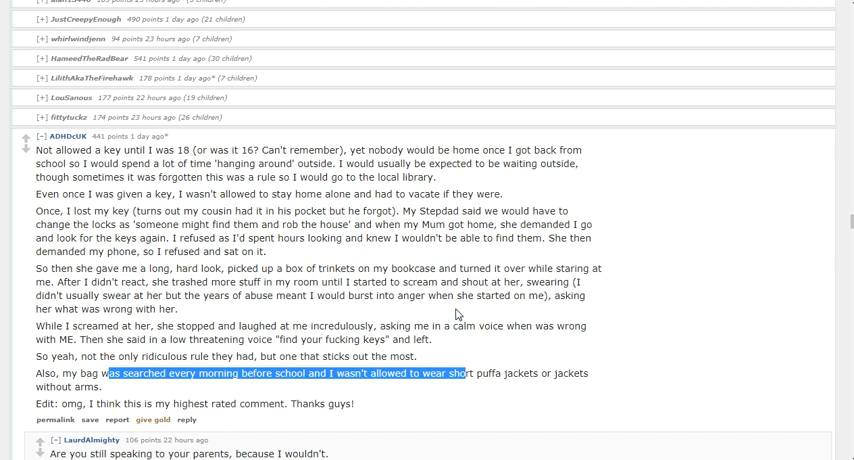 [+] JustCreepyEnough 490 points 1 day ago (21 children)
[+] whirlwindjenn 94 points 23 hours ago (7 children)
[+] HameedTheRadBear 541 points 1 day ago (30 children)
[+] LilithAkaTheFirehawk 178 points 1 day ago* (7 children)
[+] LouSanous 177 points 22 hours ago (19 children)
[+] fittytuckz 174 points 23 hours ago (26 children)
[–] ADHDcUK 441 points 1 day ago*
Not allowed a key until I was 18 (or was it 16? Can't remember), yet nobody would be home once I got back from
school so I would spend a lot of time 'hanging around' outside. I would usually be expected to be waiting outside,
though sometimes it was forgotten this was a rule so I would go to the local library.
Even once I was given a key, I wasn't allowed to stay home alone and had to vacate if they were.
Once, I lost my key (turns out my cousin had it in his pocket but he forgot). My Stepdad said we would have to
change the locks as 'someone might find them and rob the house' and when my Mum got home, she demanded I go
and look for the keys again. I refused as I'd spent hours looking and knew I wouldn't be able to find them. She then
demanded my phone, so I refused and sat on it.
So then she gave me a long, hard look, picked up a box of trinkets on my bookcase and turned it over while staring at
me. After I didn't react, she trashed more stuff in my room until I started to scream and shout at her, swearing (I
didn't usually swear at her but the years of abuse meant I would burst into anger when she started on me), asking
her what was wrong with her.
While I screamed at her, she stopped and laughed at me incredulously, asking me in a calm voice when was wrong
with ME. Then she said in a low threatening voice "find your fucking keys" and left.
So yeah, not the only ridiculous rule they had, but one that sticks out the most.
Also, my bag was searched every morning before school and I wasn't allowed to wear short puffa jackets or jackets
without arms.
Edit: omg, I think this is my highest rated comment. Thanks guys!
permalink save report give gold reply
[–] LaurdAlmighty 106 points 22 hours ago
Are you still speaking to your parents, because I wouldn't.